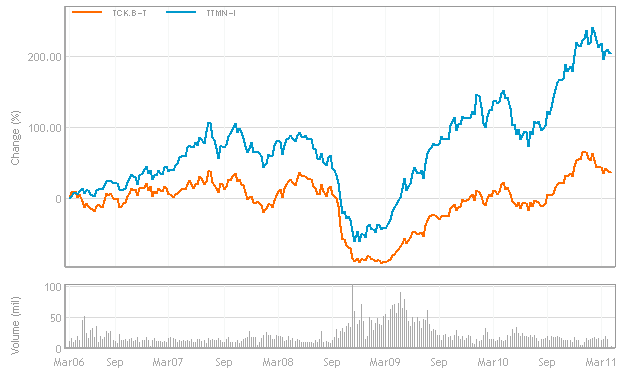 TCK.B-T TTMN-I
200.00
100.00
0
Change (%)
100
50
0
Volume (mil)
Mar06 Sep Mar07 Sep Mar08 Sep Mar09 Sep Mar10 Sep Mar11